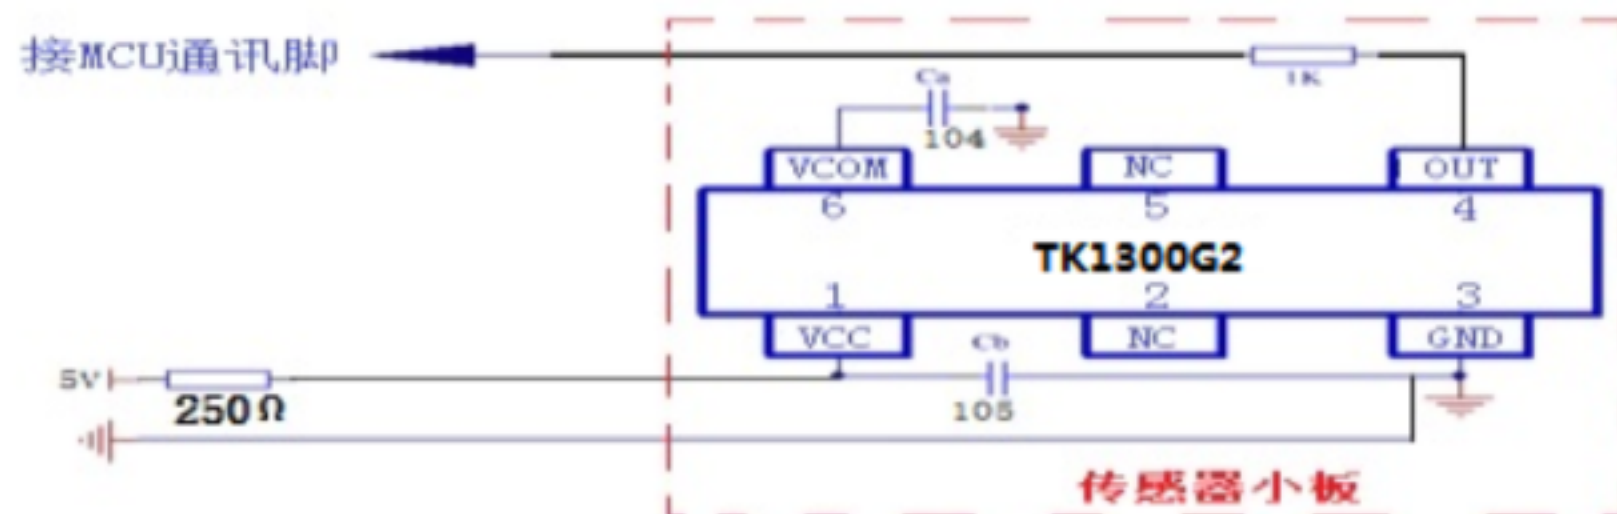 接MCU通讯脚
1K
Ca
104
VCOM
NC
OUT
6
5
4
TK1300G2
1
2
3
VCC
NC
GND
Cb
5V
250Ω
105
传感器小板